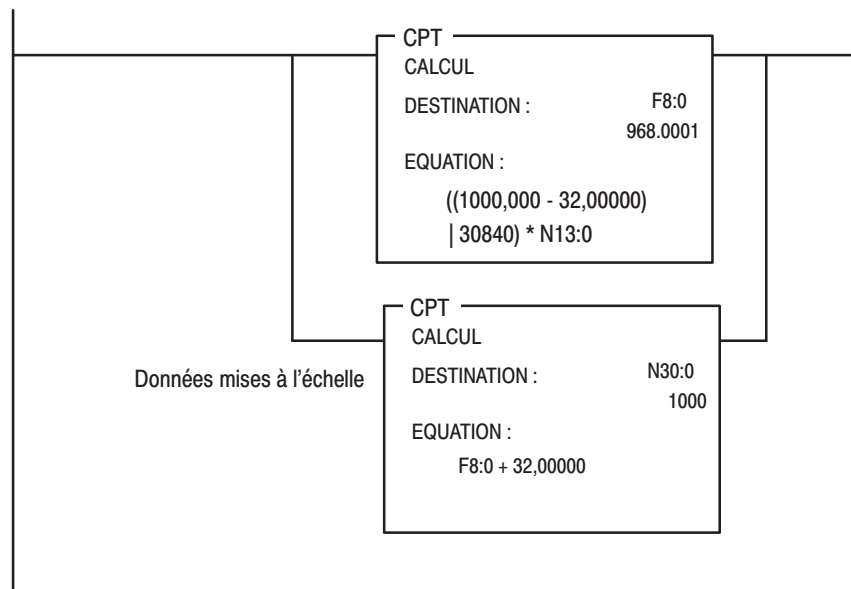 CPT
CALCUL
DESTINATION : F8:0
968.0001
EQUATION :
((1000,000 - 32,00000)
| 30840) * N13:0
CPT
CALCUL
Données mises à l’échelle
DESTINATION : N30:0
1000
EQUATION :
F8:0 + 32,00000